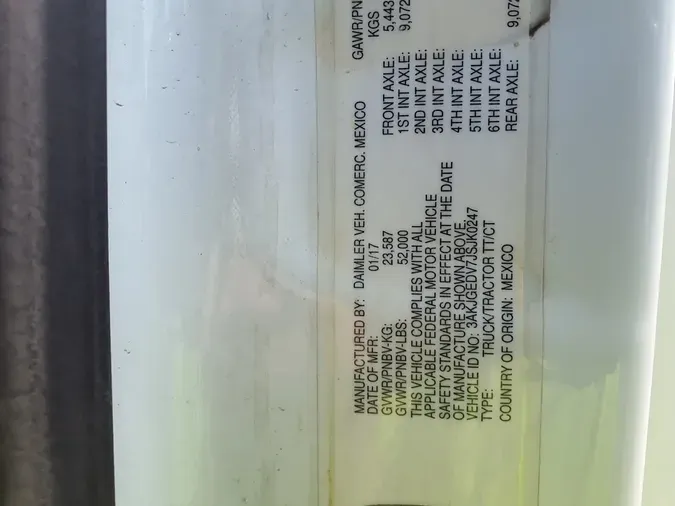 MANUFACTURED BY: DAIMLER VEH. COMERC. MEXICO GAWR/PN
DATE OF MFR: 01/17 KGS
GVWR/PNBV-KG: 23,587 FRONT AXLE: 5,443
GVWR/PNBV-LBS: 52,000 1ST INT AXLE: 9,072
THIS VEHICLE COMPLIES WITH ALL 2ND INT AXLE:
APPLICABLE FEDERAL MOTOR VEHICLE 3RD INT AXLE:
SAFETY STANDARDS IN EFFECT AT THE DATE 4TH INT AXLE:
OF MANUFACTURE SHOWN ABOVE. 5TH INT AXLE:
VEHICLE ID NO: 3AKJGEDV7JSJK0247 6TH INT AXLE:
TYPE: TRUCK/TRACTOR TT/CT REAR AXLE: 9,072
COUNTRY OF ORIGIN: MEXICO